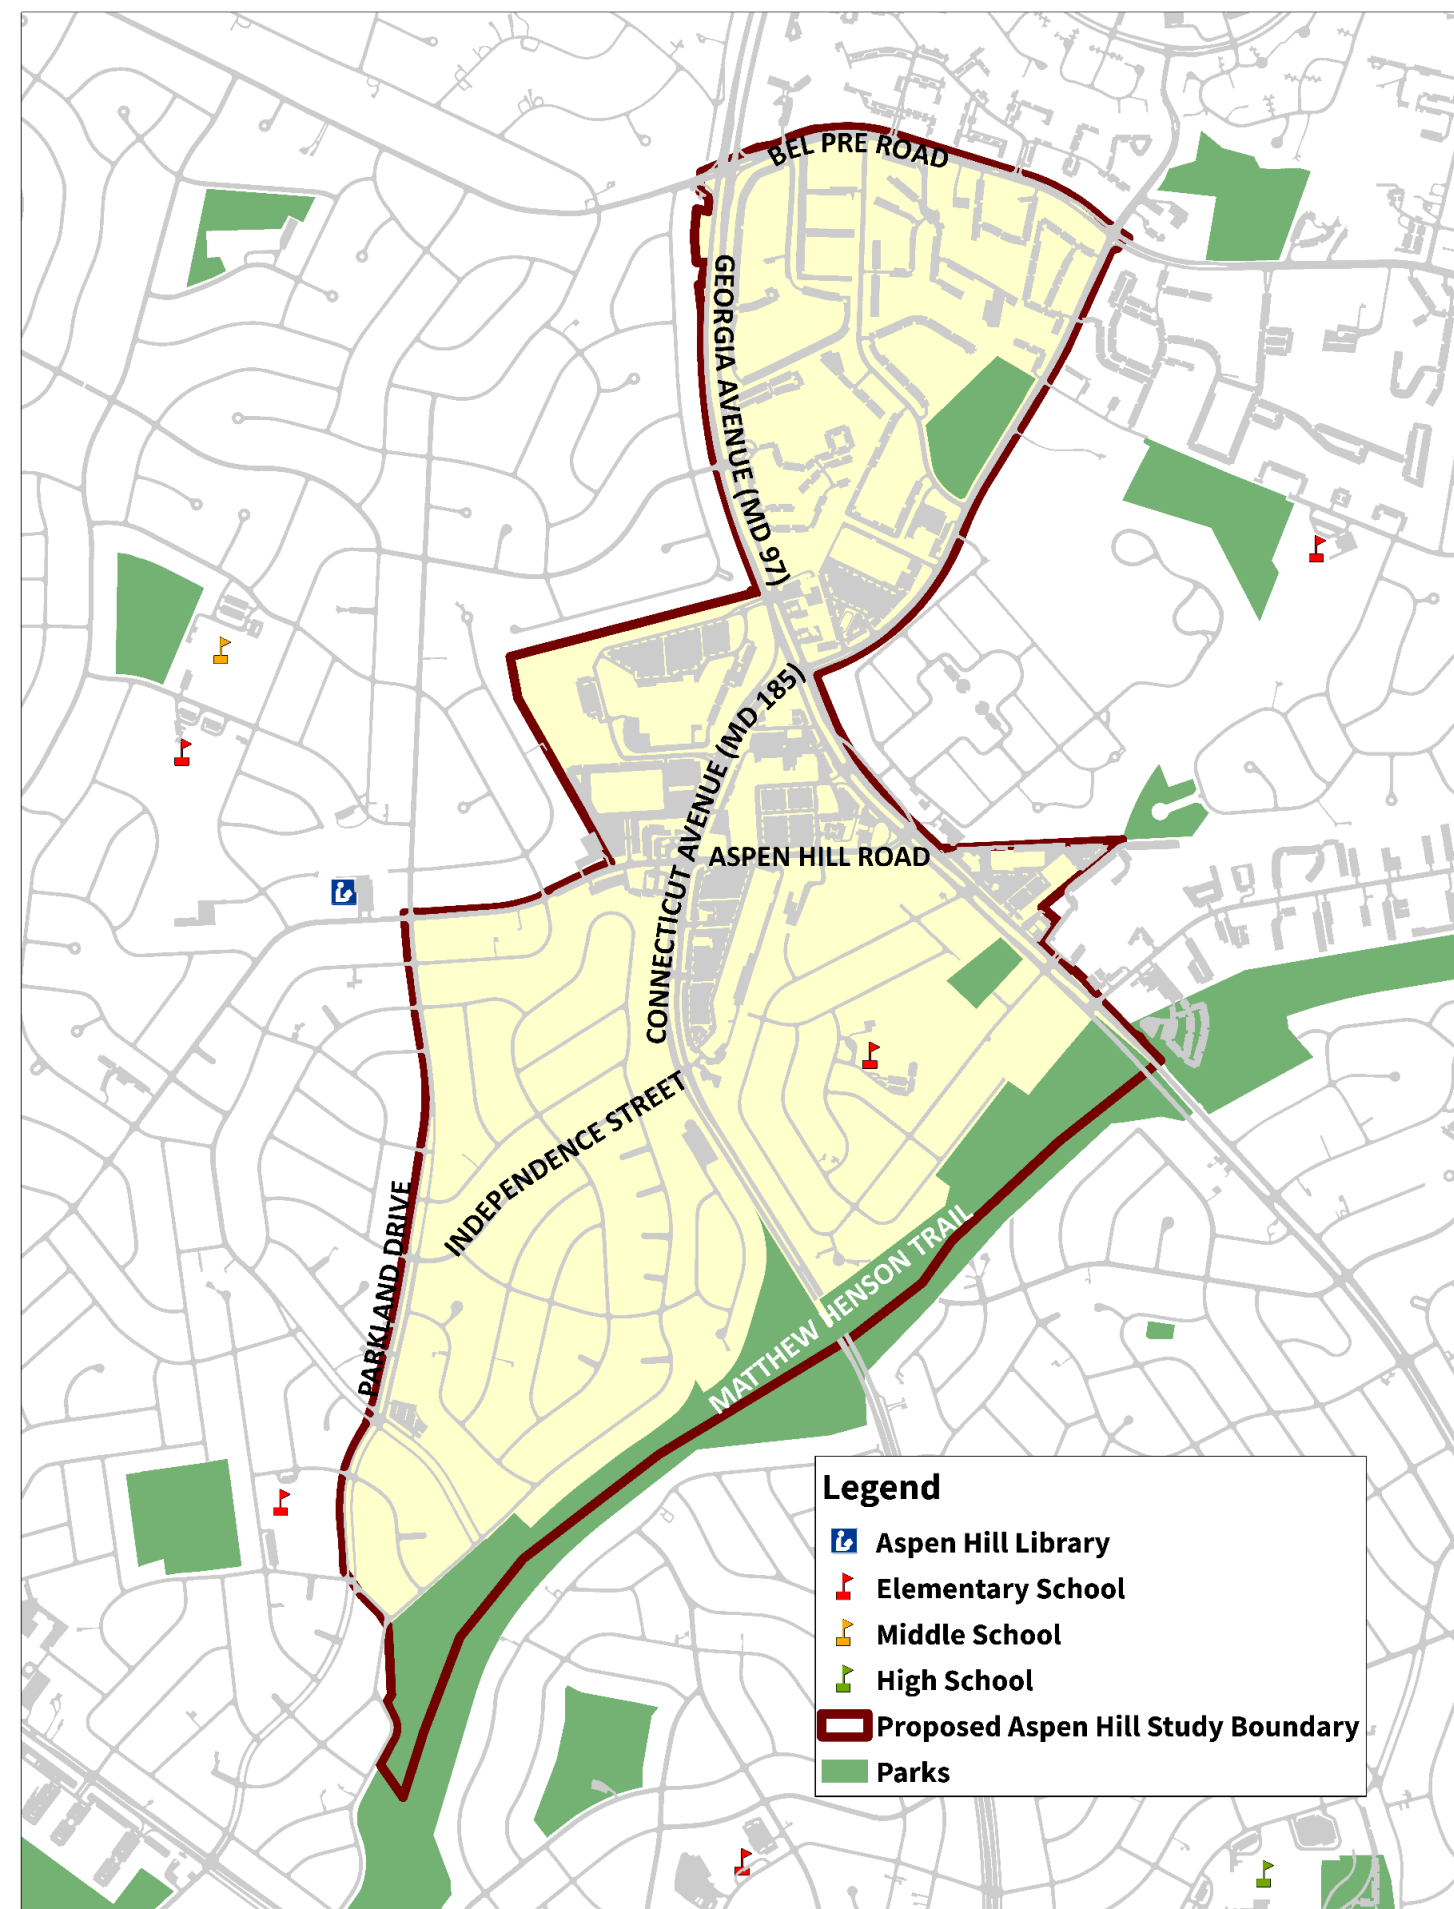 BEL PRE ROAD
GEORGIA AVENUE (MD 97)
CONNECTICUT AVENUE (MD 185)
ASPEN HILL ROAD
INDEPENDENCE STREET
PARKLAND DRIVE
MATTHEW HENSON TRAIL
Legend
Aspen Hill Library
Elementary School
Middle School
High School
Proposed Aspen Hill Study Boundary
Parks